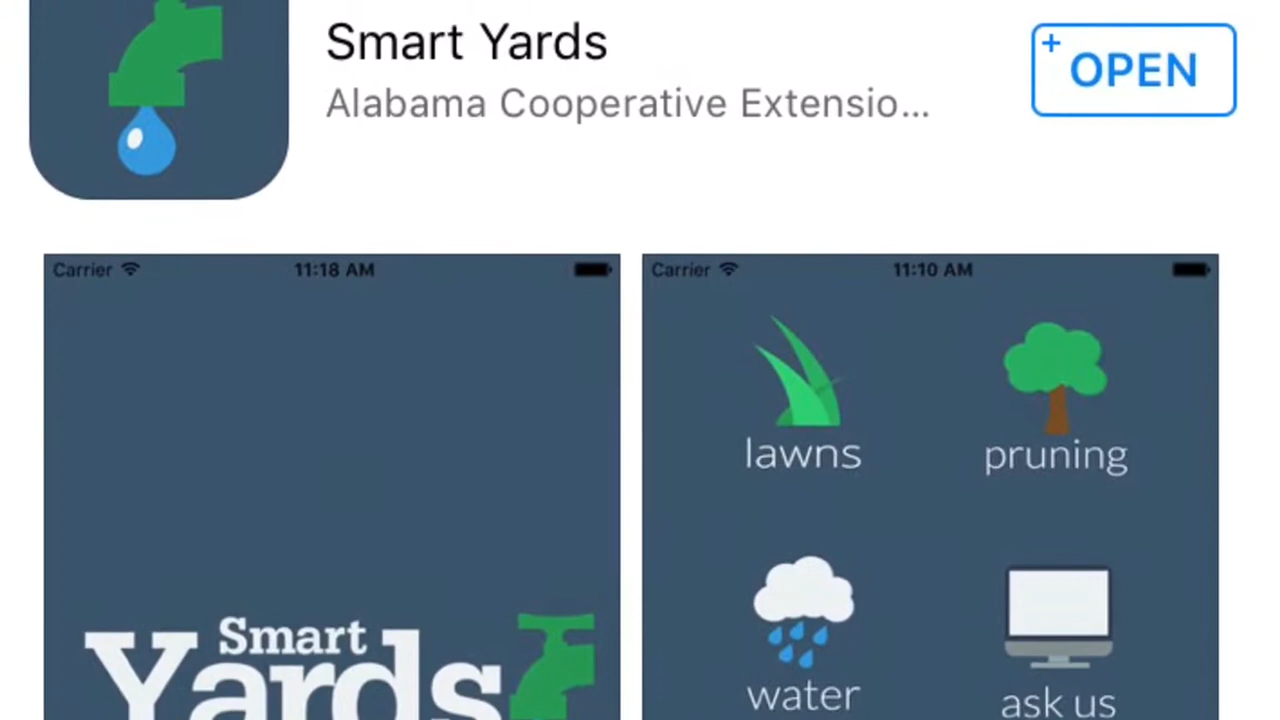 Smart Yards
Alabama Cooperative Extensio...
+ OPEN
Carrier 11:18 AM
Smart
Yards
Carrier 11:10 AM
lawns pruning
water ask us